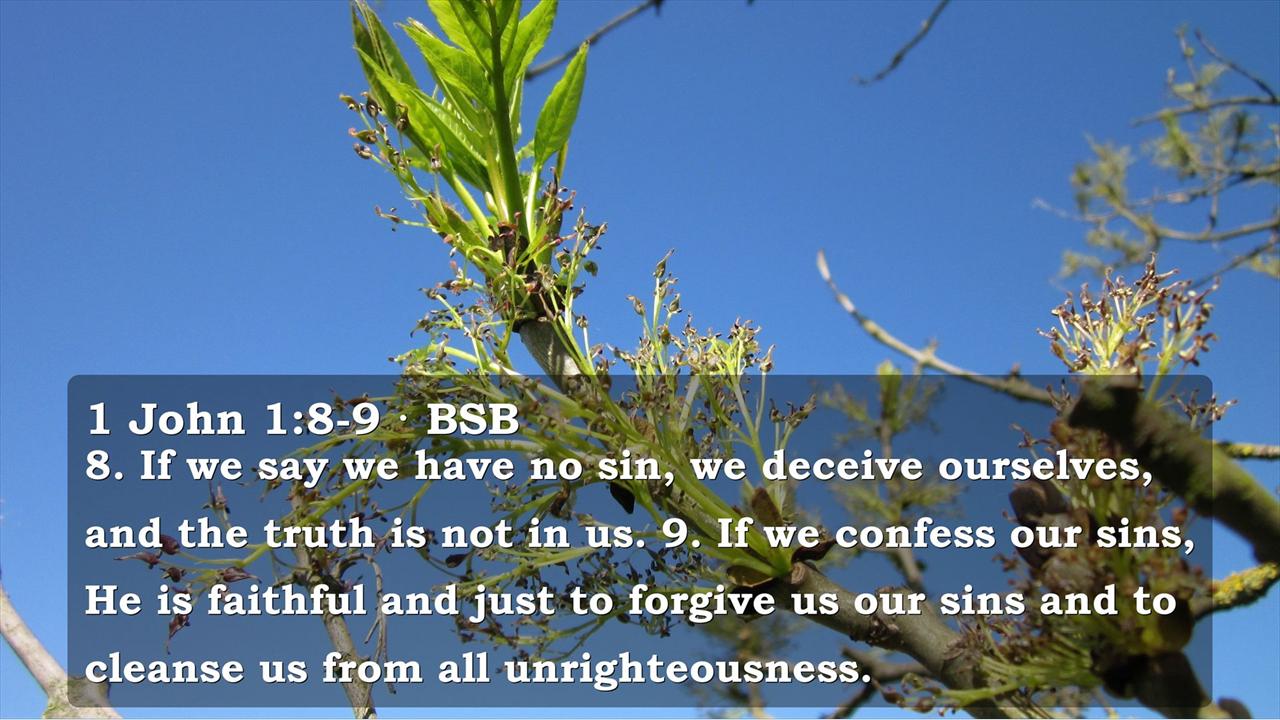 1 John 1:8-9 · BSB
8. If we say we have no sin, we deceive ourselves,
and the truth is not in us. 9. If we confess our sins,
He is faithful and just to forgive us our sins and to
cleanse us from all unrighteousness.